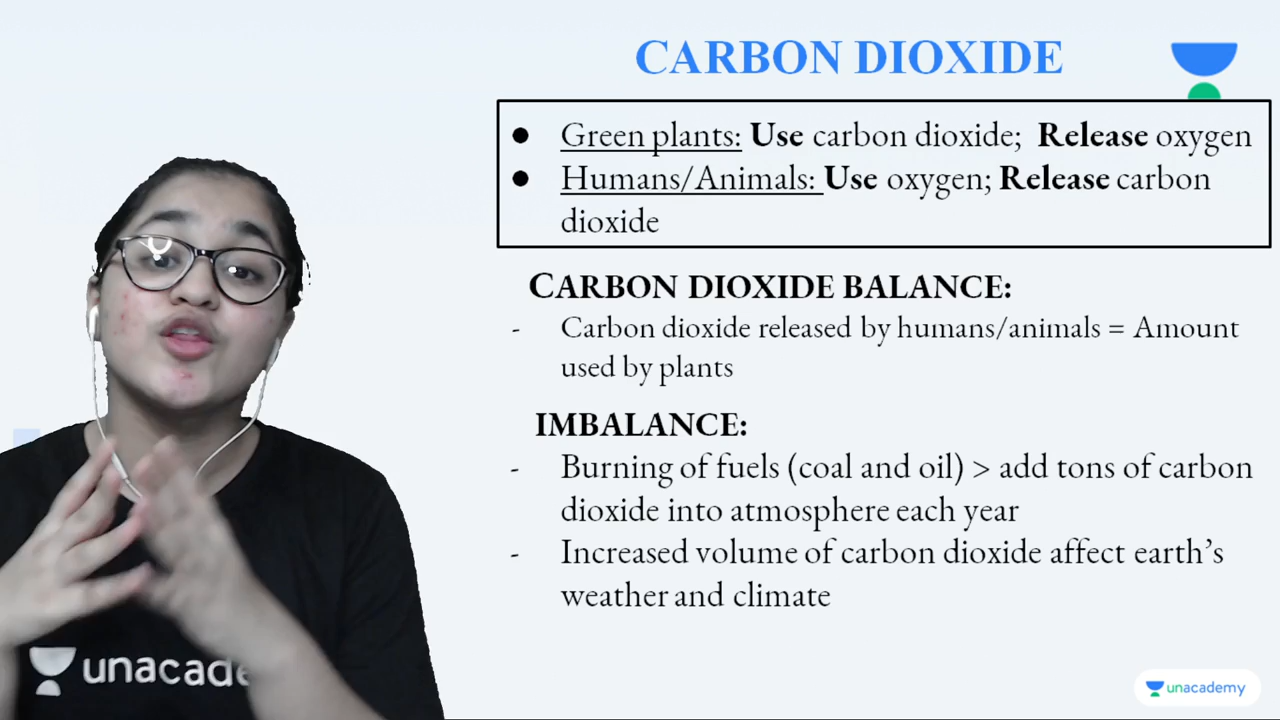 CARBON DIOXIDE
● Green plants: Use carbon dioxide; Release oxygen
● Humans/Animals: Use oxygen; Release carbon
dioxide
CARBON DIOXIDE BALANCE:
- Carbon dioxide released by humans/animals = Amount
used by plants
IMBALANCE:
- Burning of fuels (coal and oil) > add tons of carbon
dioxide into atmosphere each year
- Increased volume of carbon dioxide affect earth’s
weather and climate
unacade
unacademy